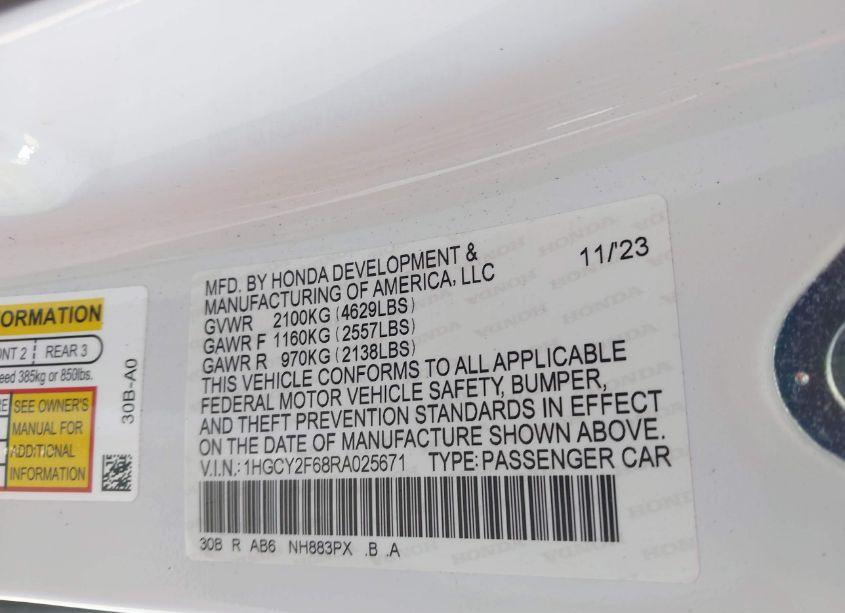 ORMATION
NT 2 REAR 3
eed 385kg or 850lbs.
RE SEE OWNER'S
MANUAL FOR
ADDITIONAL
INFORMATION
30B-A0
MFD. BY HONDA DEVELOPMENT & 11/'23
MANUFACTURING OF AMERICA, LLC
GVWR 2100KG (4629LBS)
GAWR F 1160KG (2557LBS)
GAWR R 970KG (2138LBS)
THIS VEHICLE CONFORMS TO ALL APPLICABLE
FEDERAL MOTOR VEHICLE SAFETY, BUMPER,
AND THEFT PREVENTION STANDARDS IN EFFECT
ON THE DATE OF MANUFACTURE SHOWN ABOVE.
V.I.N.: 1HGCY2F68RA025671 TYPE: PASSENGER CAR
30B R AB6 NH883PX .B .A